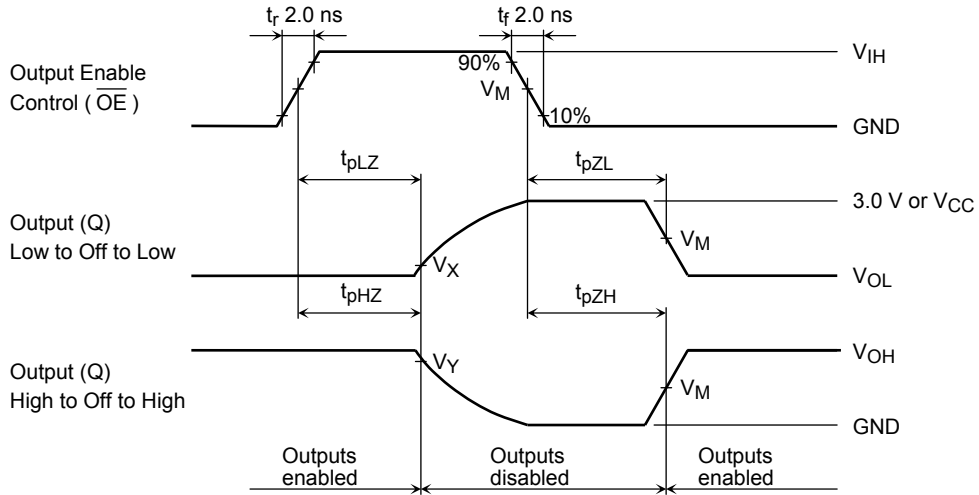 tr 2.0 ns
tf 2.0 ns
Output Enable
Control ( OE )
90%
VM
10%
VIH
GND
tpLZ
tpZL
Output (Q)
Low to Off to Low
VX
VM
3.0 V or VCC
VOL
tpHZ
tpZH
Output (Q)
High to Off to High
VY
VM
VOH
GND
Outputs
enabled
Outputs
disabled
Outputs
enabled